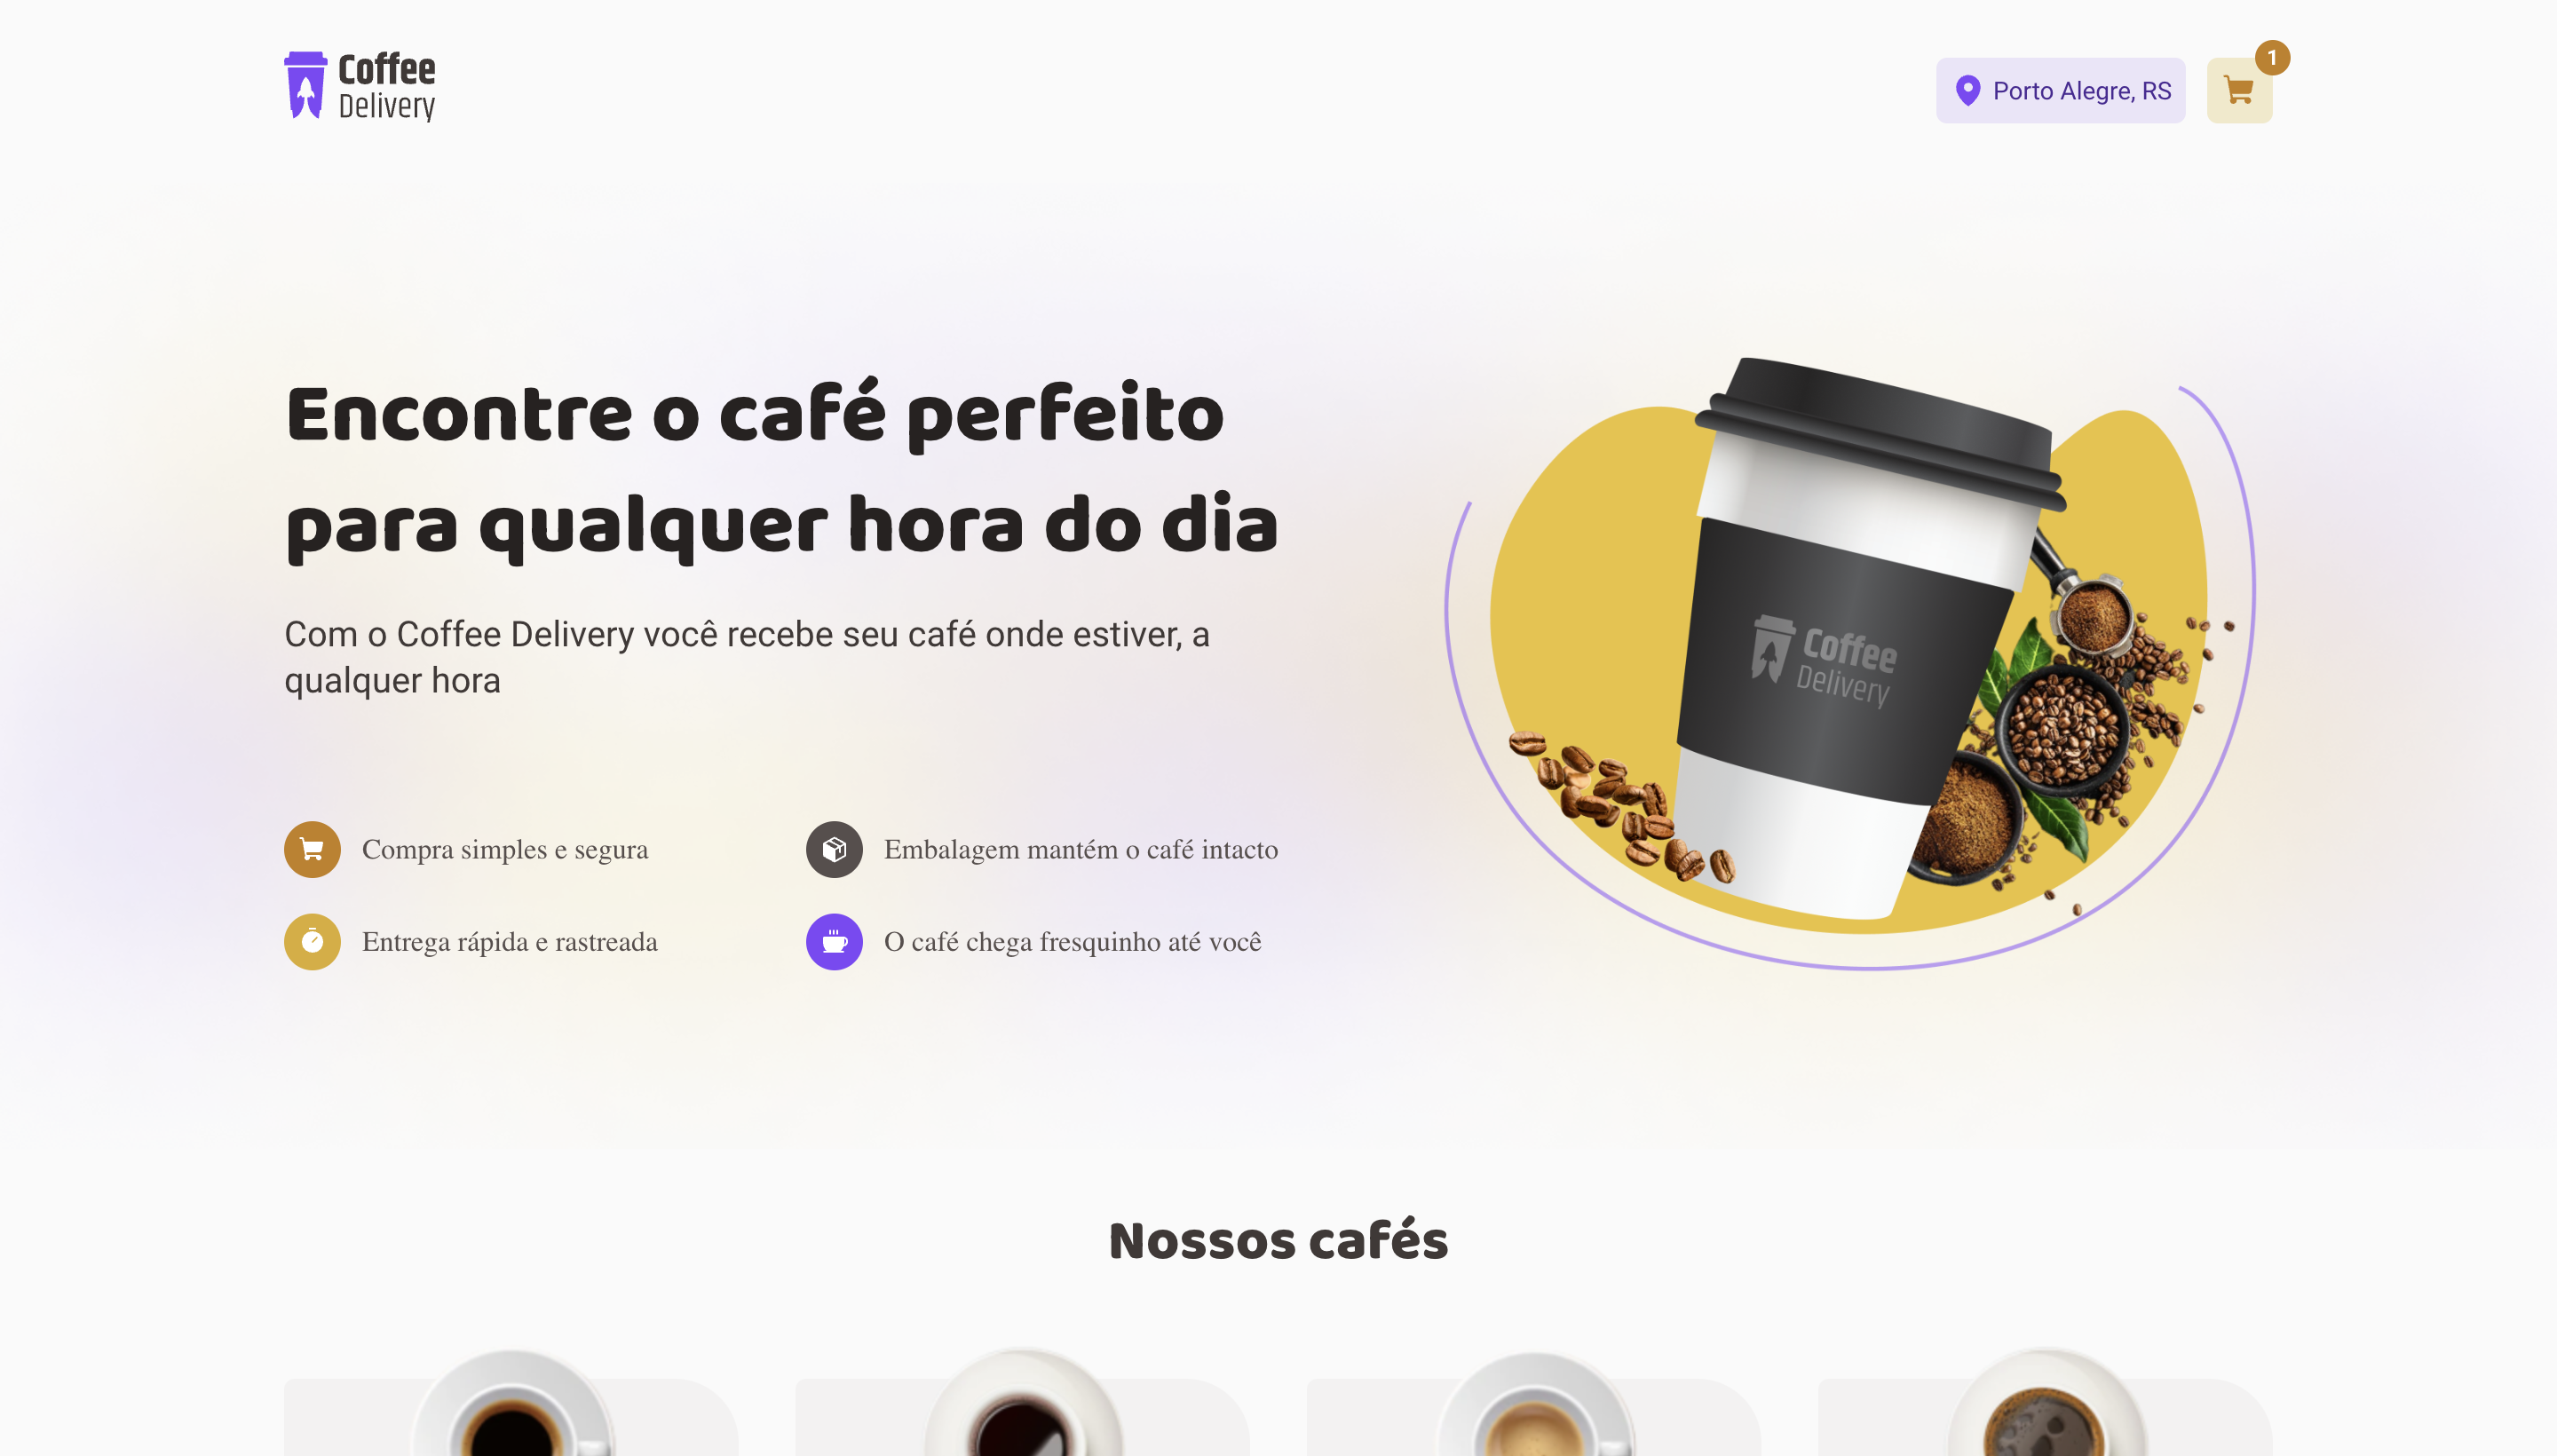 Coffee
Delivery
Porto Alegre, RS
1
Encontre o café perfeito
para qualquer hora do dia
Com o Coffee Delivery você recebe seu café onde estiver, a
qualquer hora
Coffee
Delivery
Compra simples e segura
Embalagem mantém o café intacto
Entrega rápida e rastreada
O café chega fresquinho até você
Nossos cafés